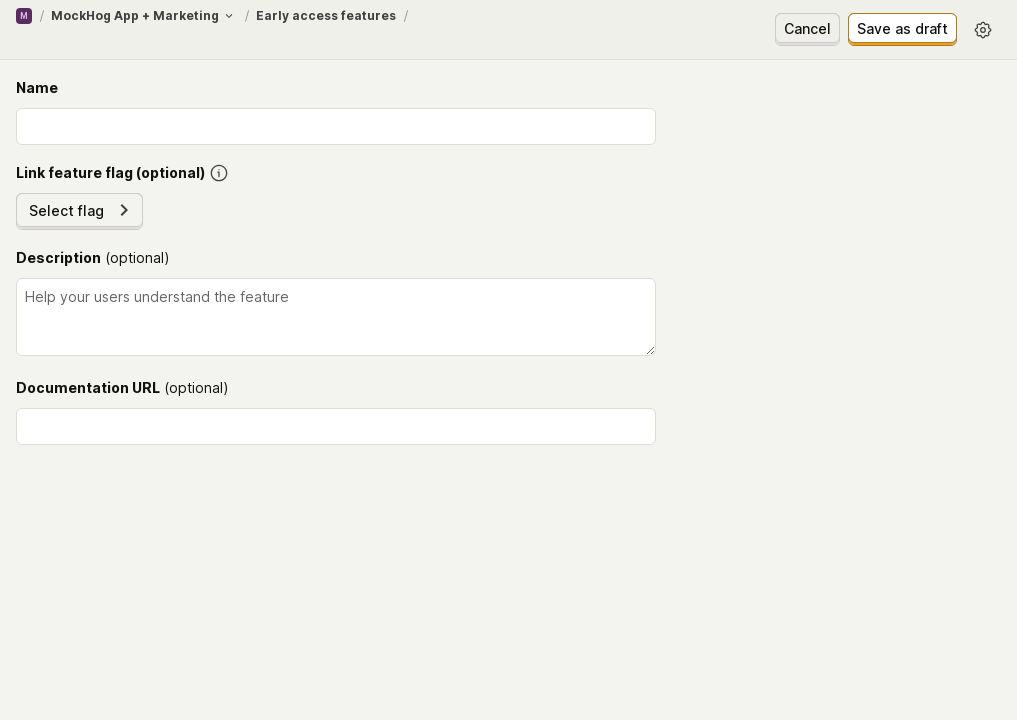 M / MockHog App + Marketing / Early access features /
Cancel
Save as draft
Name
Link feature flag (optional)
Select flag
Description (optional)
Help your users understand the feature
Documentation URL (optional)